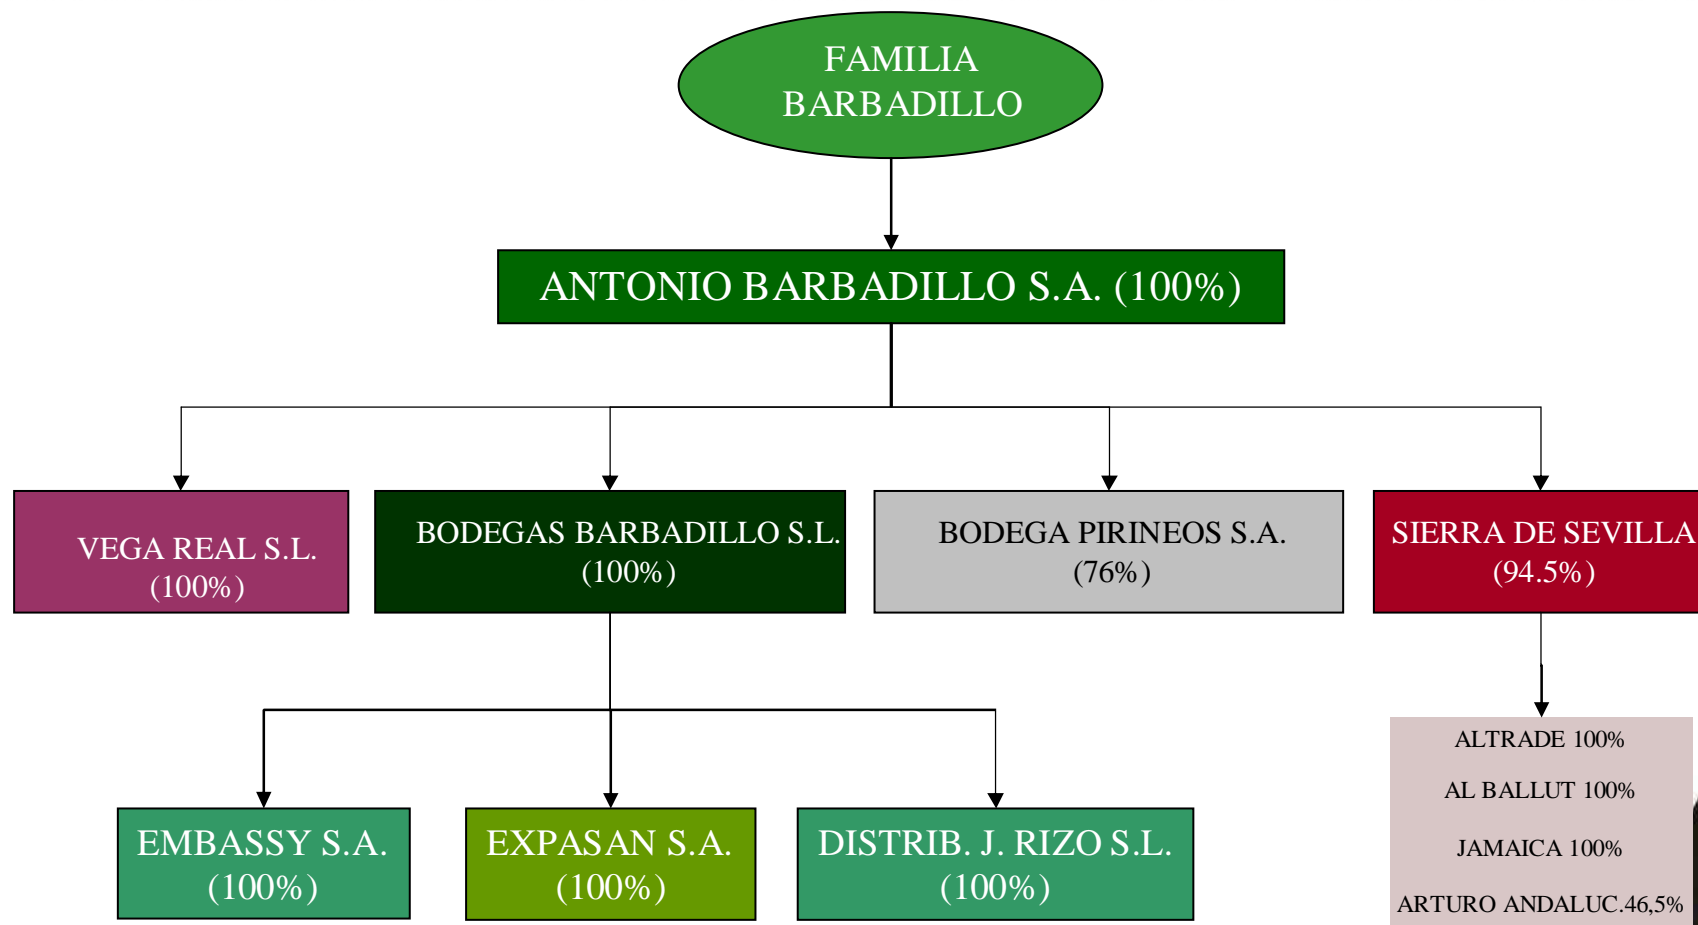 FAMILIA
BARBADILLO
ANTONIO BARBADILLO S.A. (100%)
VEGA REAL S.L.
(100%)
BODEGAS BARBADILLO S.L.
(100%)
BODEGA PIRINEOS S.A.
(76%)
SIERRA DE SEVILLA
(94.5%)
EMBASSY S.A.
(100%)
EXPASAN S.A.
(100%)
DISTRIB. J. RIZO S.L.
(100%)
ALTRADE 100%
AL BALLUT 100%
JAMAICA 100%
ARTURO ANDALUC.46,5%